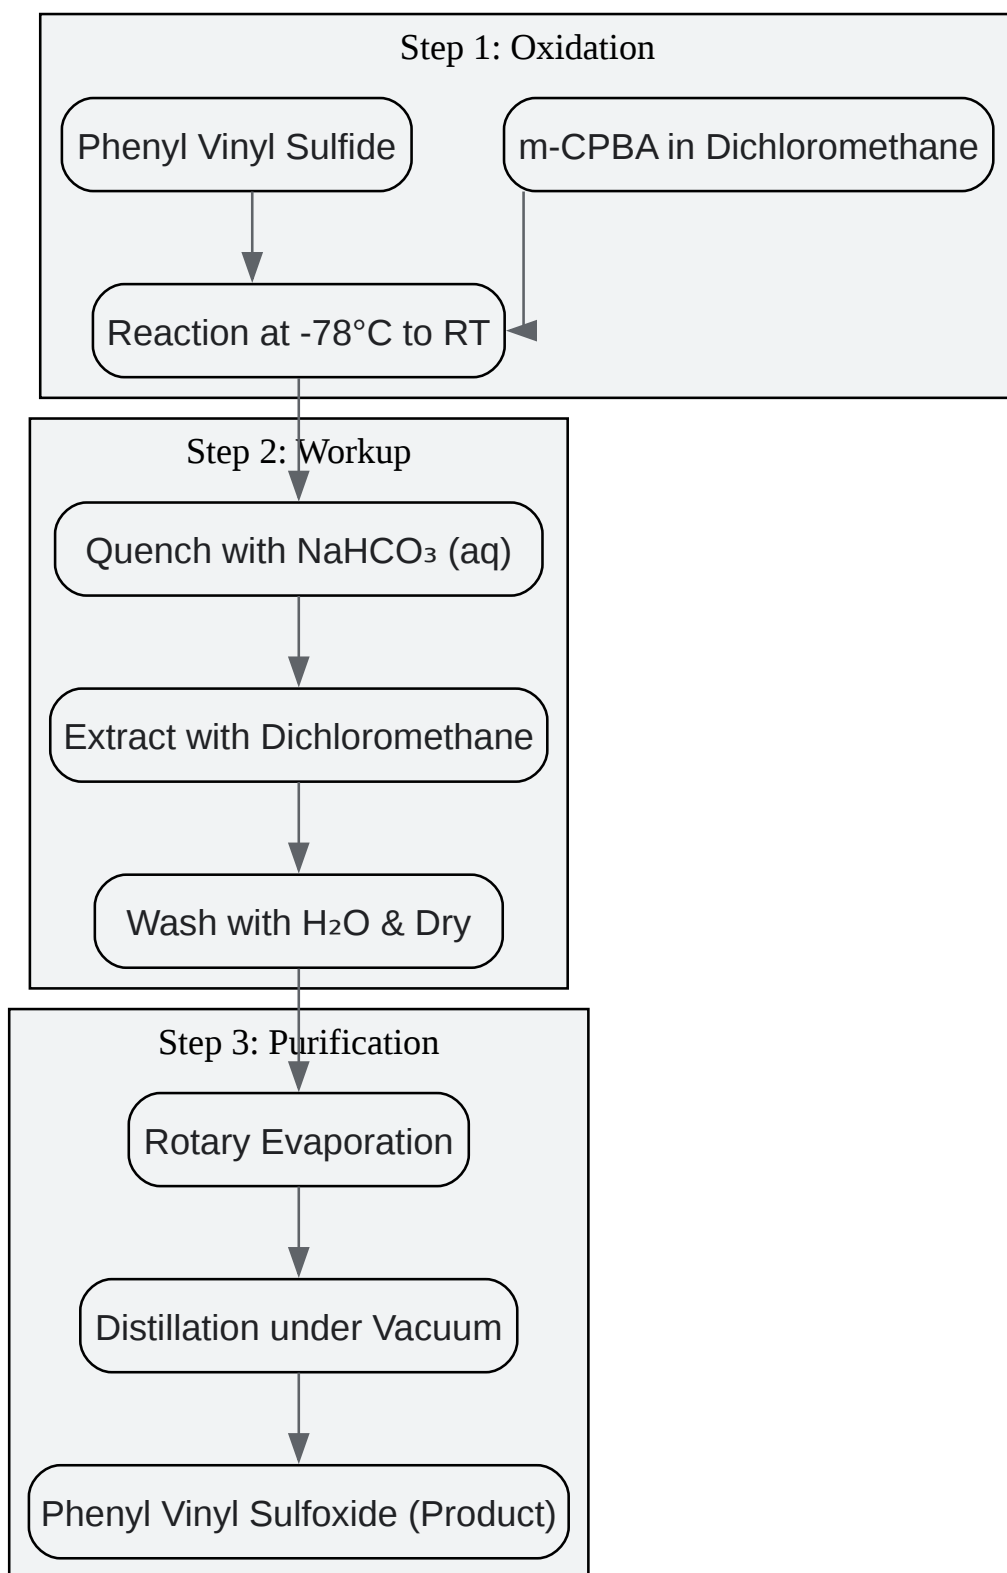 Step 1: Oxidation
Phenyl Vinyl Sulfide
m-CPBA in Dichloromethane
Reaction at -78°C to RT
Step 2: Workup
Quench with NaHCO₃ (aq)
Extract with Dichloromethane
Wash with H₂O & Dry
Step 3: Purification
Rotary Evaporation
Distillation under Vacuum
Phenyl Vinyl Sulfoxide (Product)